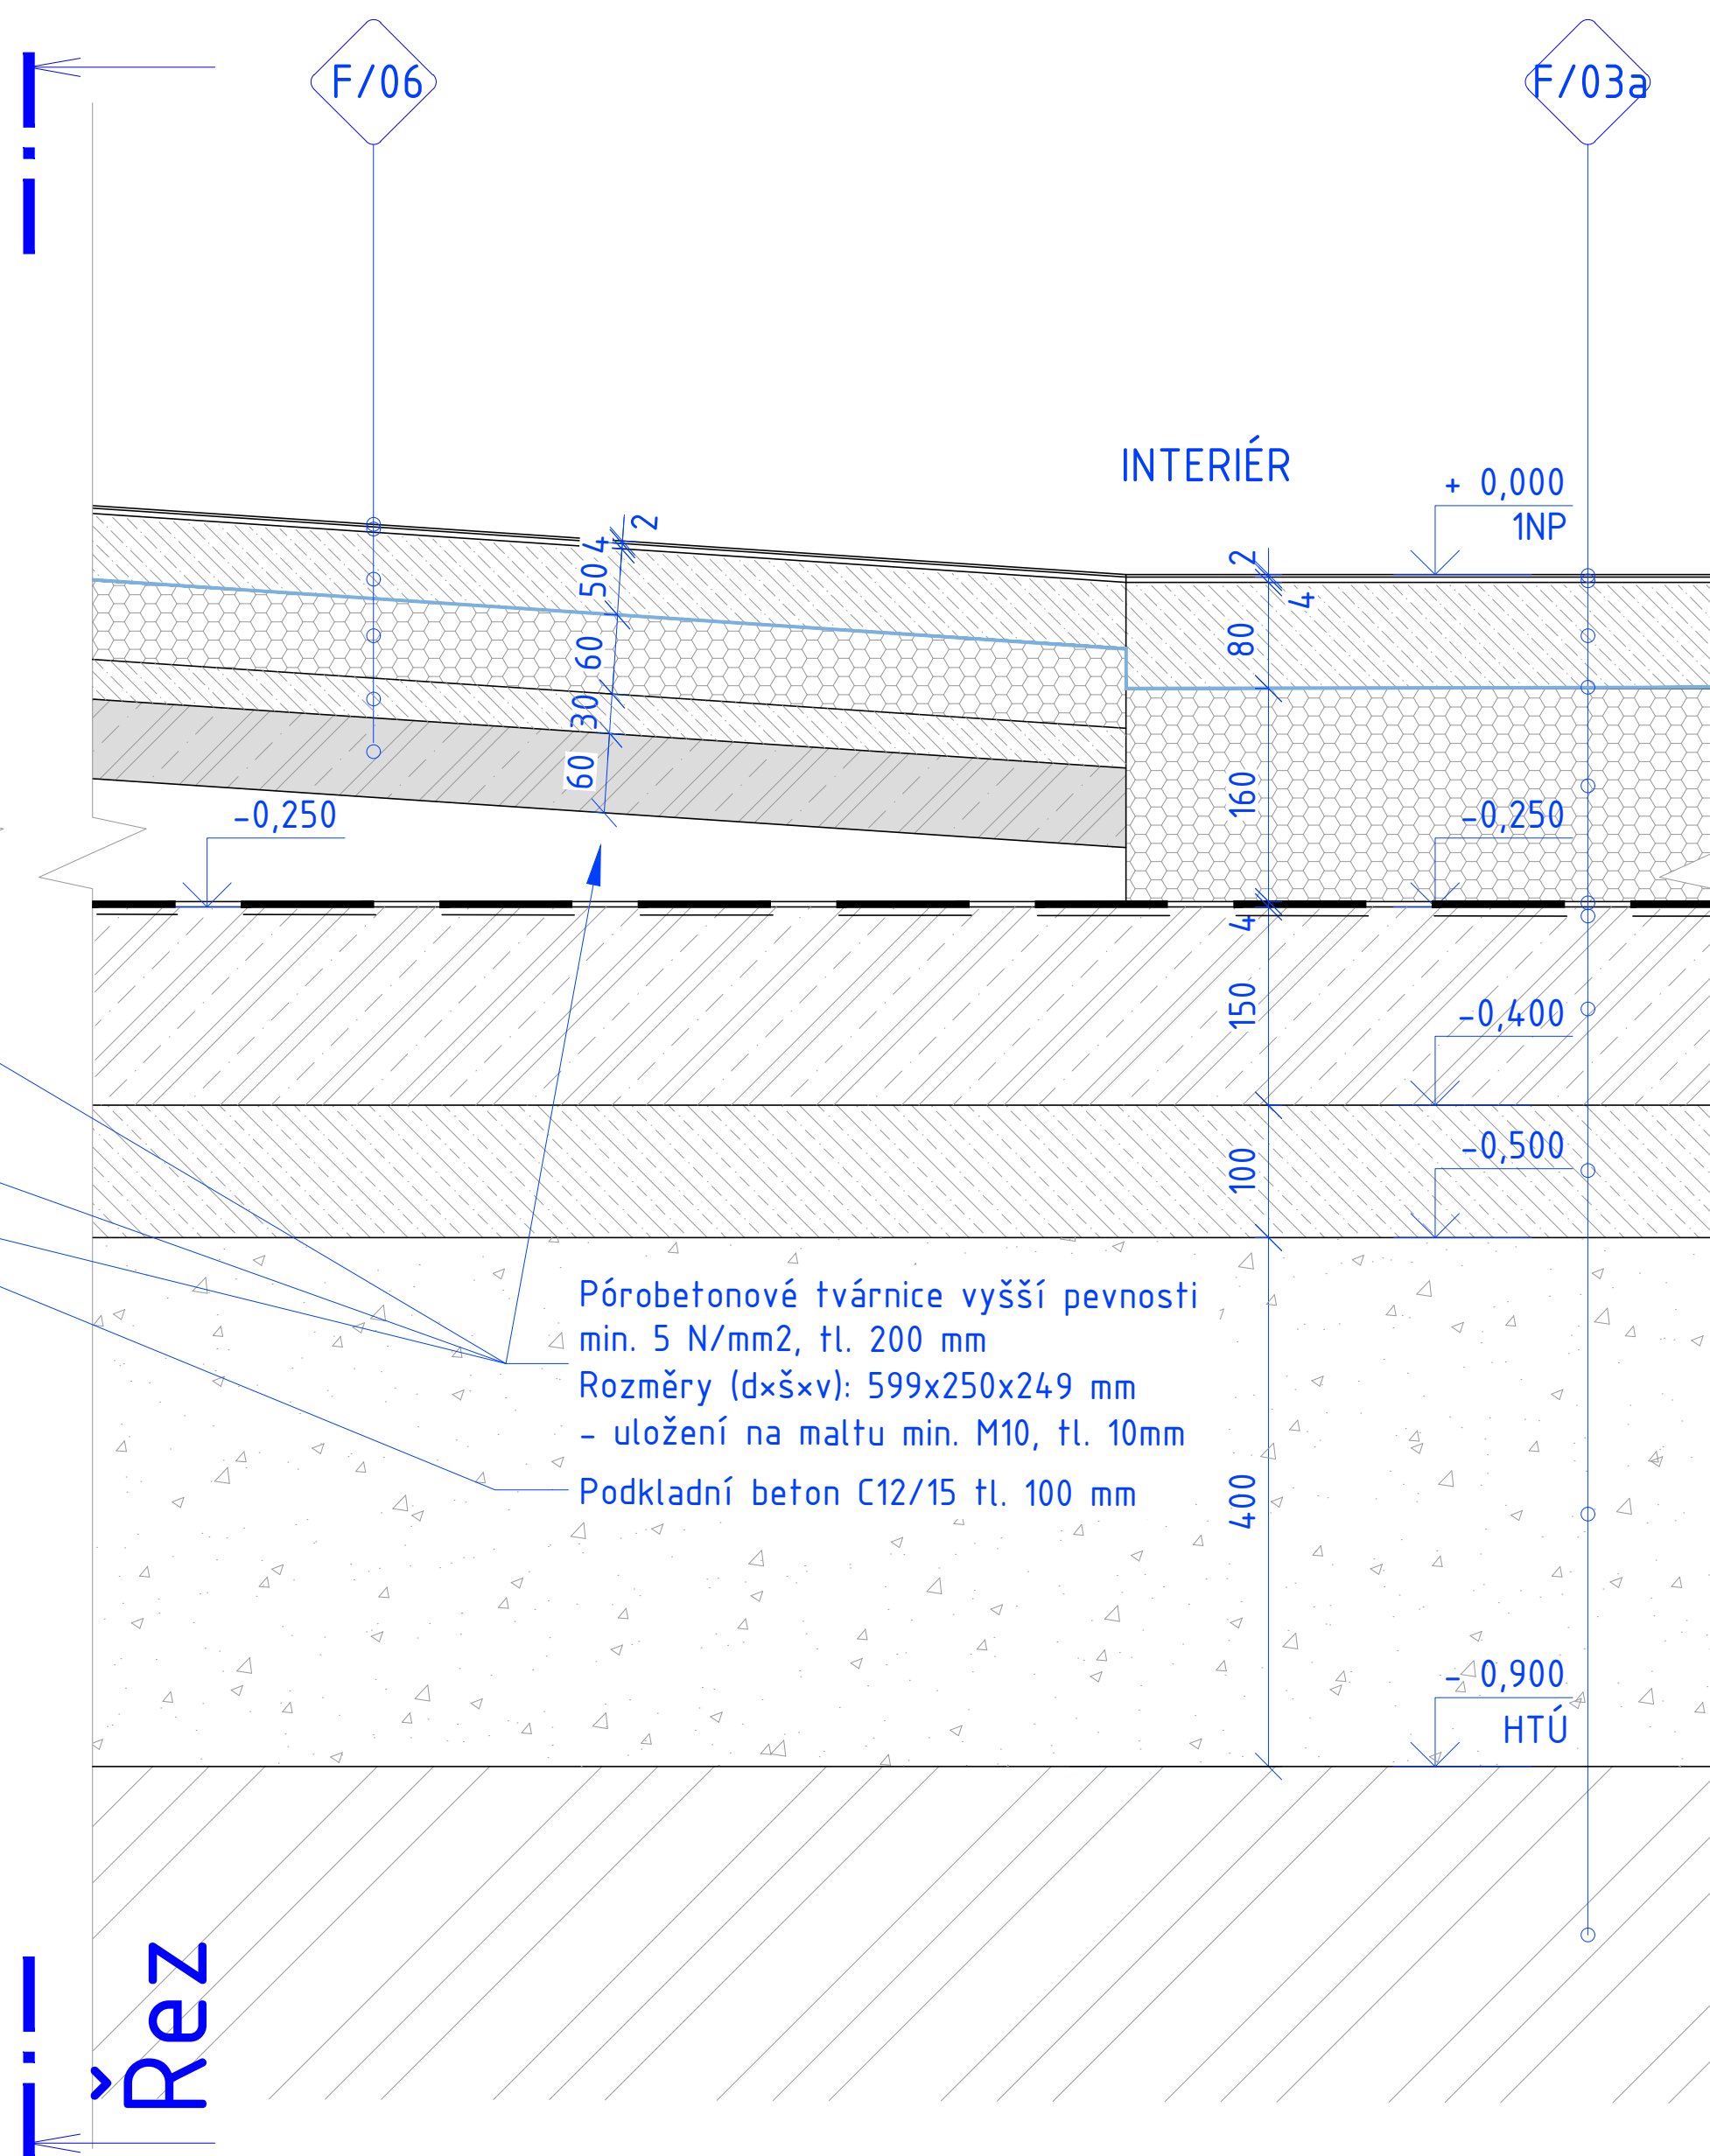 F/06
F/03a
INTERIÉR
+ 0,000
1NP
2
4
50
60
30
60
2
4
80
160
4
150
100
400
-0,250
-0,250
-0,400
-0,500
Pórobetonové tvárnice vyšší pevnosti
min. 5 N/mm2, tl. 200 mm
Rozměry (d×š×v): 599x250x249 mm
- uložení na maltu min. M10, tl. 10mm
Podkladní beton C12/15 tl. 100 mm
- 0,900
HTÚ
Řez